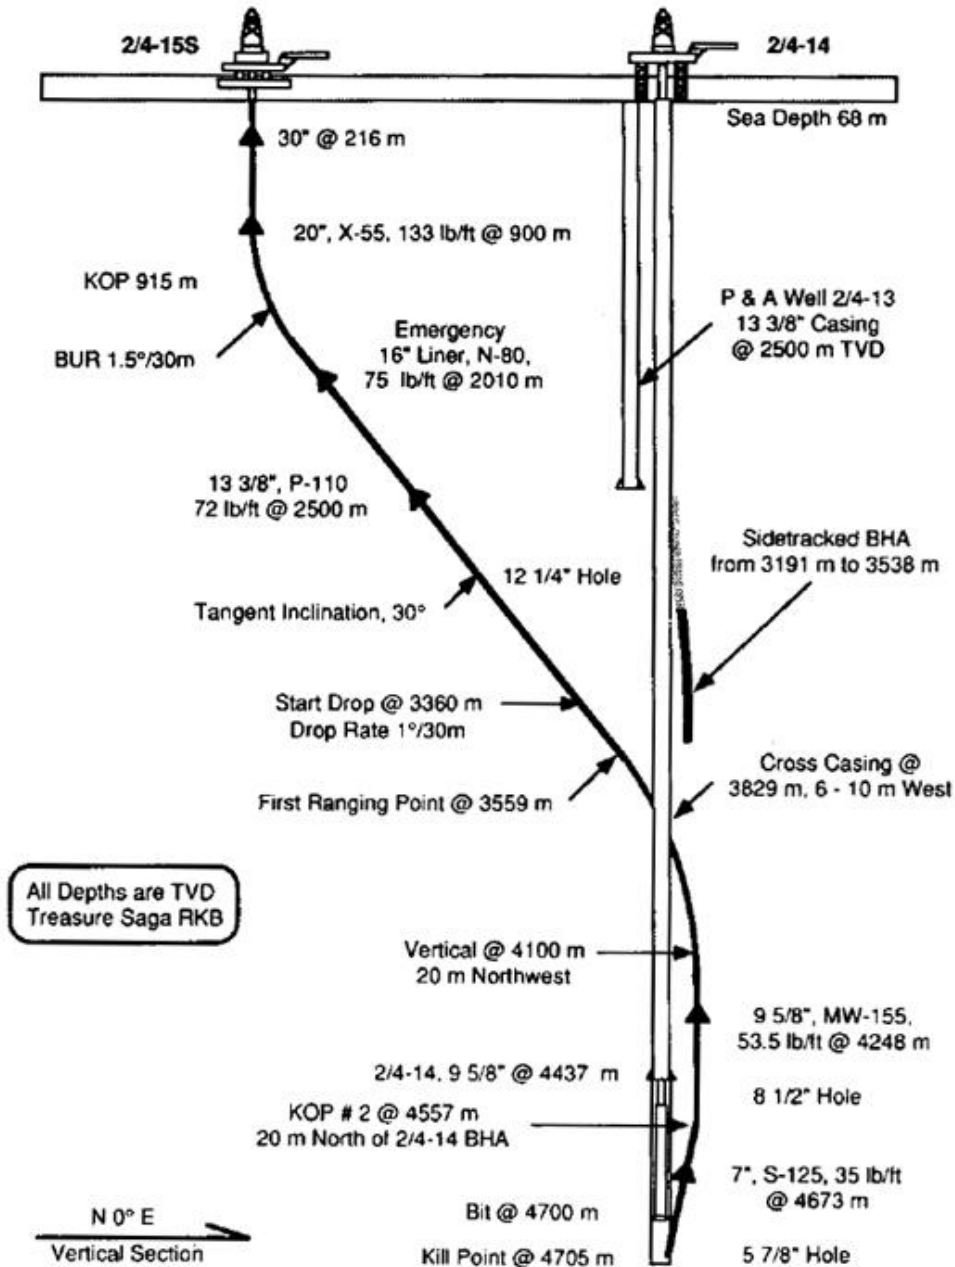 2/4-15S
2/4-14
Sea Depth 68 m
30" @ 216 m
20", X-55, 133 lb/ft @ 900 m
KOP 915 m
BUR 1.5°/30m
Emergency
16" Liner, N-80,
75 lb/ft @ 2010 m
P & A Well 2/4-13
13 3/8" Casing
@ 2500 m TVD
13 3/8", P-110
72 lb/ft @ 2500 m
12 1/4" Hole
Sidetracked BHA
from 3191 m to 3538 m
Tangent Inclination, 30°
Start Drop @ 3360 m
Drop Rate 1°/30m
First Ranging Point @ 3559 m
Cross Casing @
3829 m, 6 - 10 m West
All Depths are TVD
Treasure Saga RKB
Vertical @ 4100 m
20 m Northwest
9 5/8", MW-155,
53.5 lb/ft @ 4248 m
2/4-14, 9 5/8" @ 4437 m
8 1/2" Hole
KOP # 2 @ 4557 m
20 m North of 2/4-14 BHA
7", S-125, 35 lb/ft
@ 4673 m
Bit @ 4700 m
N 0° E
Vertical Section
Kill Point @ 4705 m
5 7/8" Hole